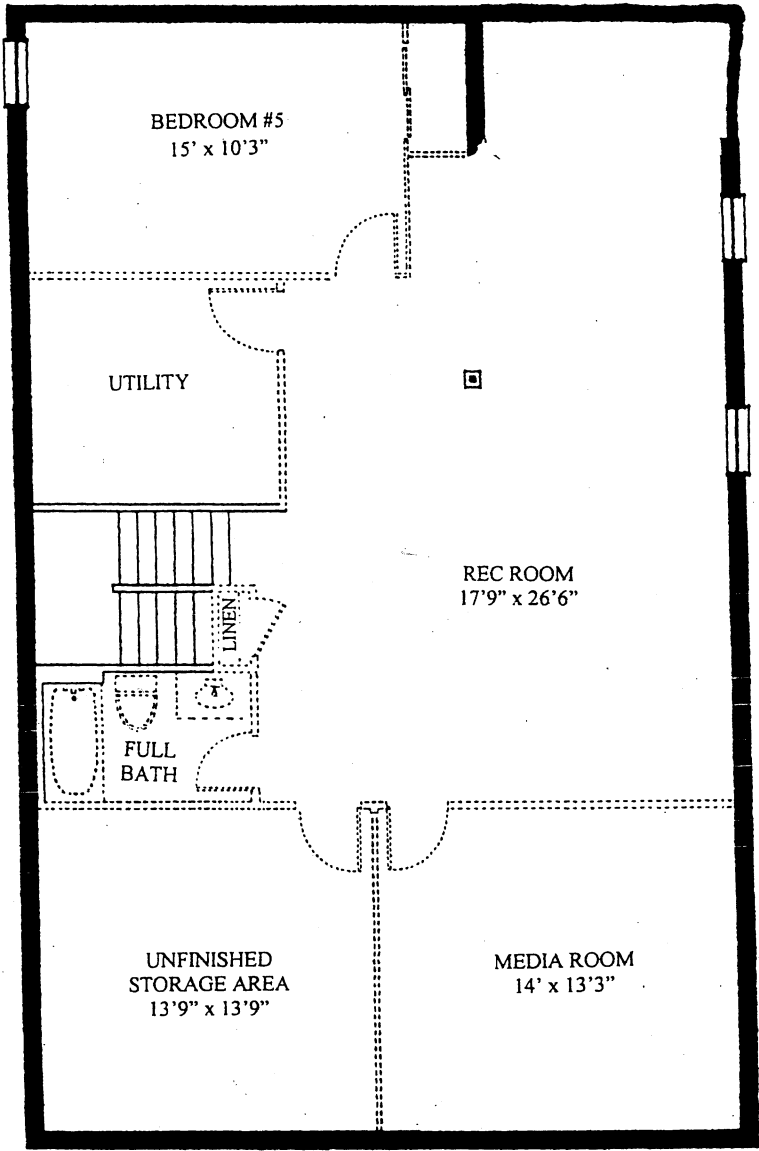 BEDROOM #5
15' x 10'3"
UTILITY
REC ROOM
17'9" x 26'6"
LINEN
FULL
BATH
UNFINISHED
STORAGE AREA
13'9" x 13'9"
MEDIA ROOM
14' x 13'3"